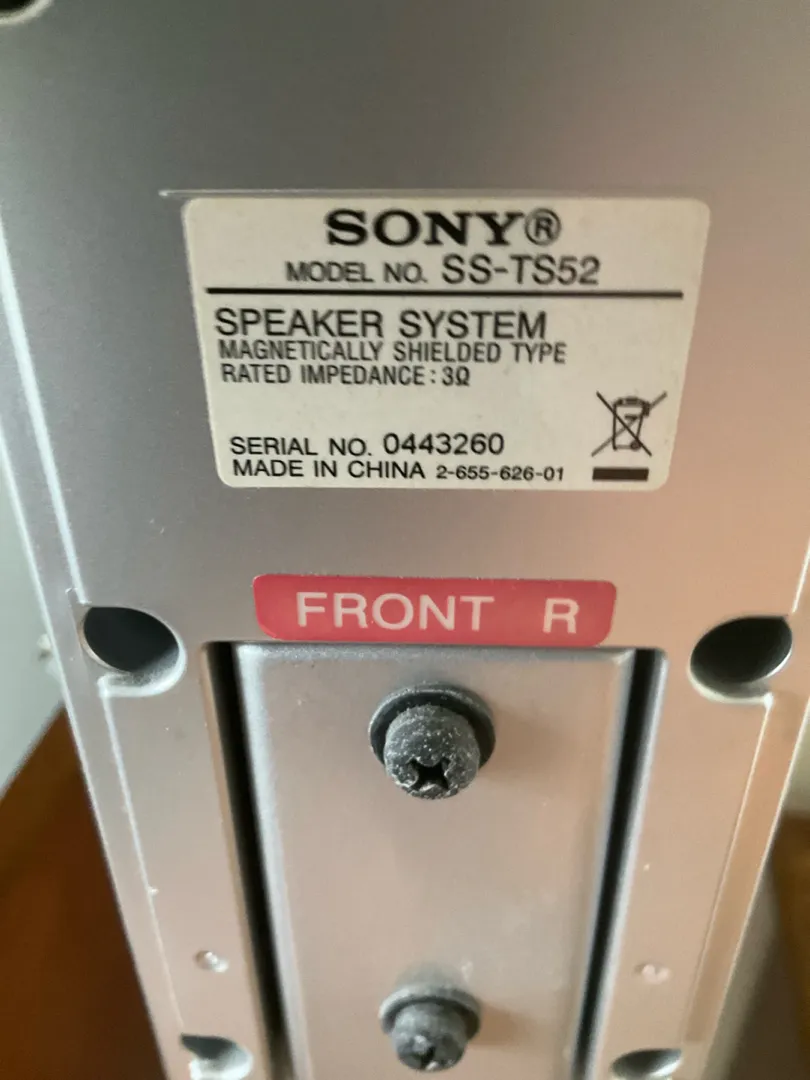 SONY®
MODEL NO. SS-TS52
SPEAKER SYSTEM
MAGNETICALLY SHIELDED TYPE
RATED IMPEDANCE : 3Ω
SERIAL NO. 0443260
MADE IN CHINA 2-655-626-01
FRONT R